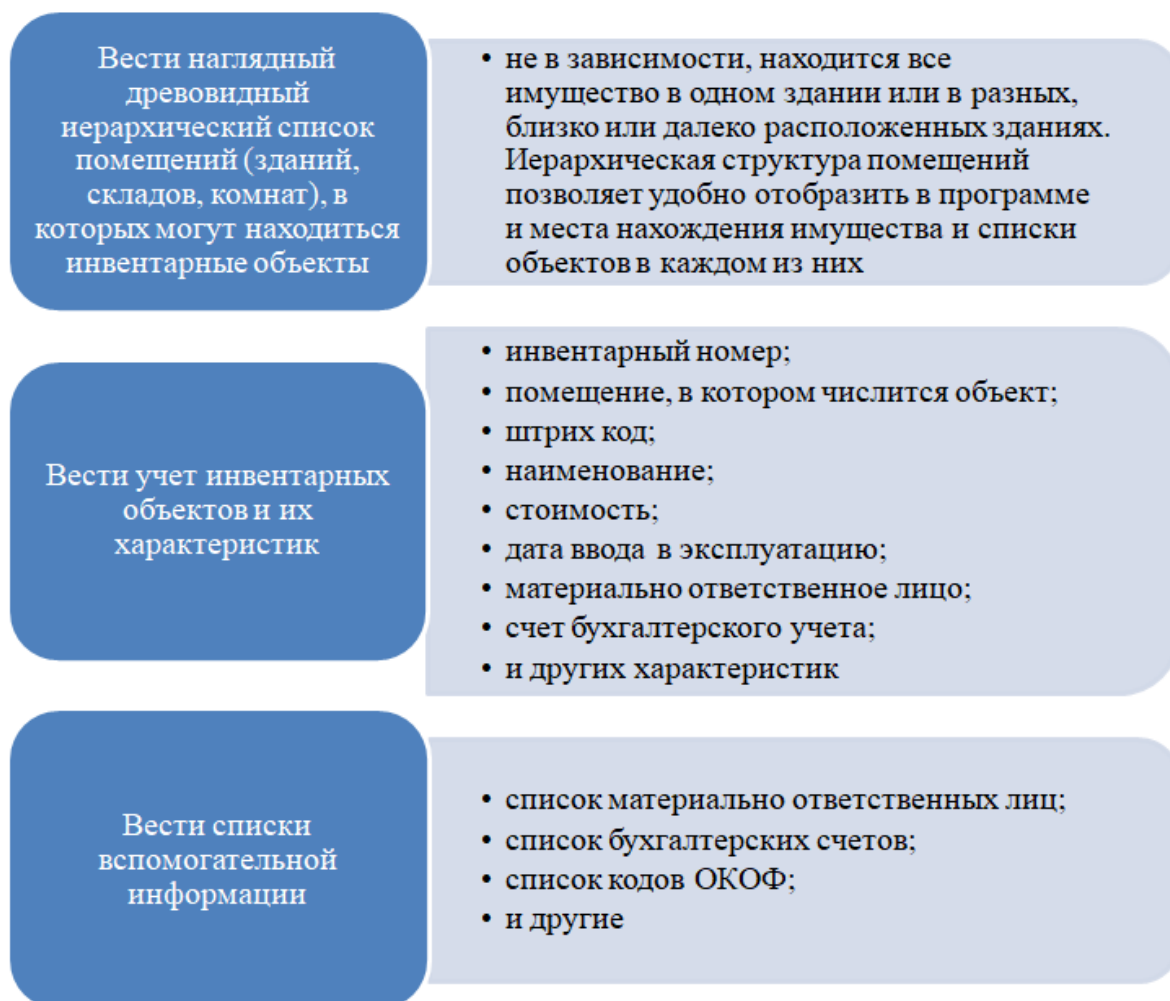 Вести наглядный
древовидный
иерархический список
помещений (зданий,
складов, комнат), в
которых могут находиться
инвентарные объекты
• не в зависимости, находится все
имущество в одном здании или в разных,
близко или далеко расположенных зданиях.
Иерархическая структура помещений
позволяет удобно отобразить в программе
и места нахождения имущества и списки
объектов в каждом из них
Вести учет инвентарных
объектов и их
характеристик
• инвентарный номер;
• помещение, в котором числится объект;
• штрих код;
• наименование;
• стоимость;
• дата ввода в эксплуатацию;
• материально ответственное лицо;
• счет бухгалтерского учета;
• и других характеристик
Вести списки
вспомогательной
информации
• список материально ответственных лиц;
• список бухгалтерских счетов;
• список кодов ОКОФ;
• и другие